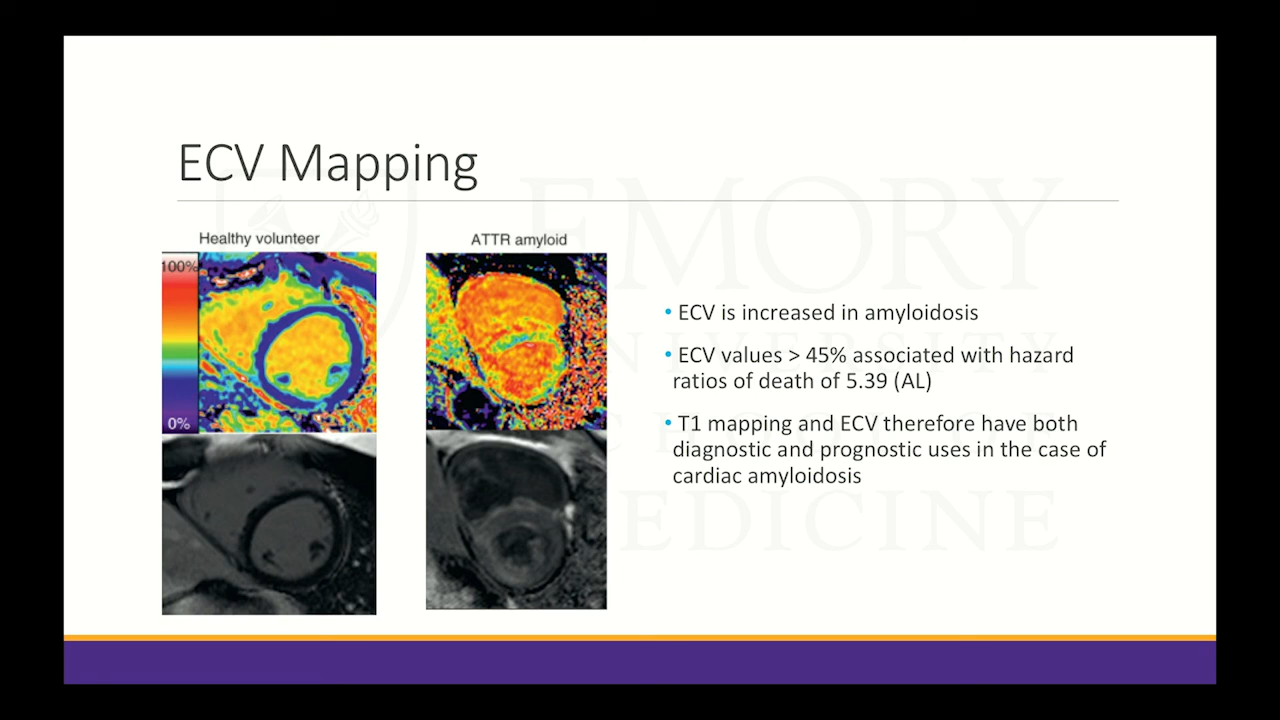 ECV Mapping
Healthy volunteer
ATTR amyloid
100%
0%
• ECV is increased in amyloidosis
• ECV values > 45% associated with hazard
ratios of death of 5.39 (AL)
• T1 mapping and ECV therefore have both
diagnostic and prognostic uses in the case of
cardiac amyloidosis
EMORY